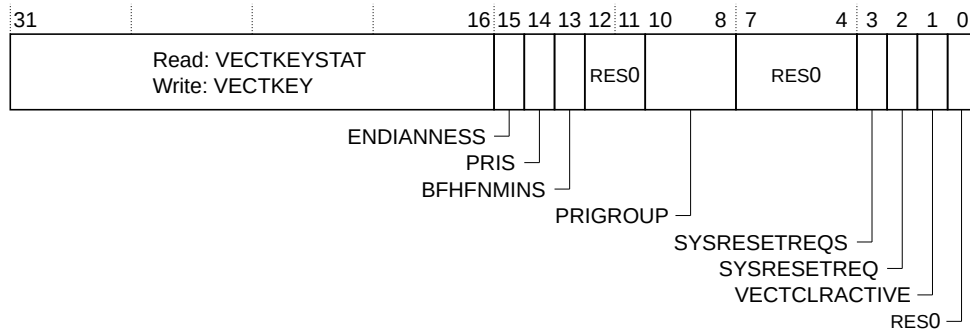 31 16 15 14 13 12 11 10 8 7 4 3 2 1 0
Read: VECTKEYSTAT
Write: VECTKEY
RES0 RES0
ENDIANNESS
PRIS
BFHFNMINS
PRIGROUP
SYSRESETREQS
SYSRESETREQ
VECTCLRACTIVE
RES0